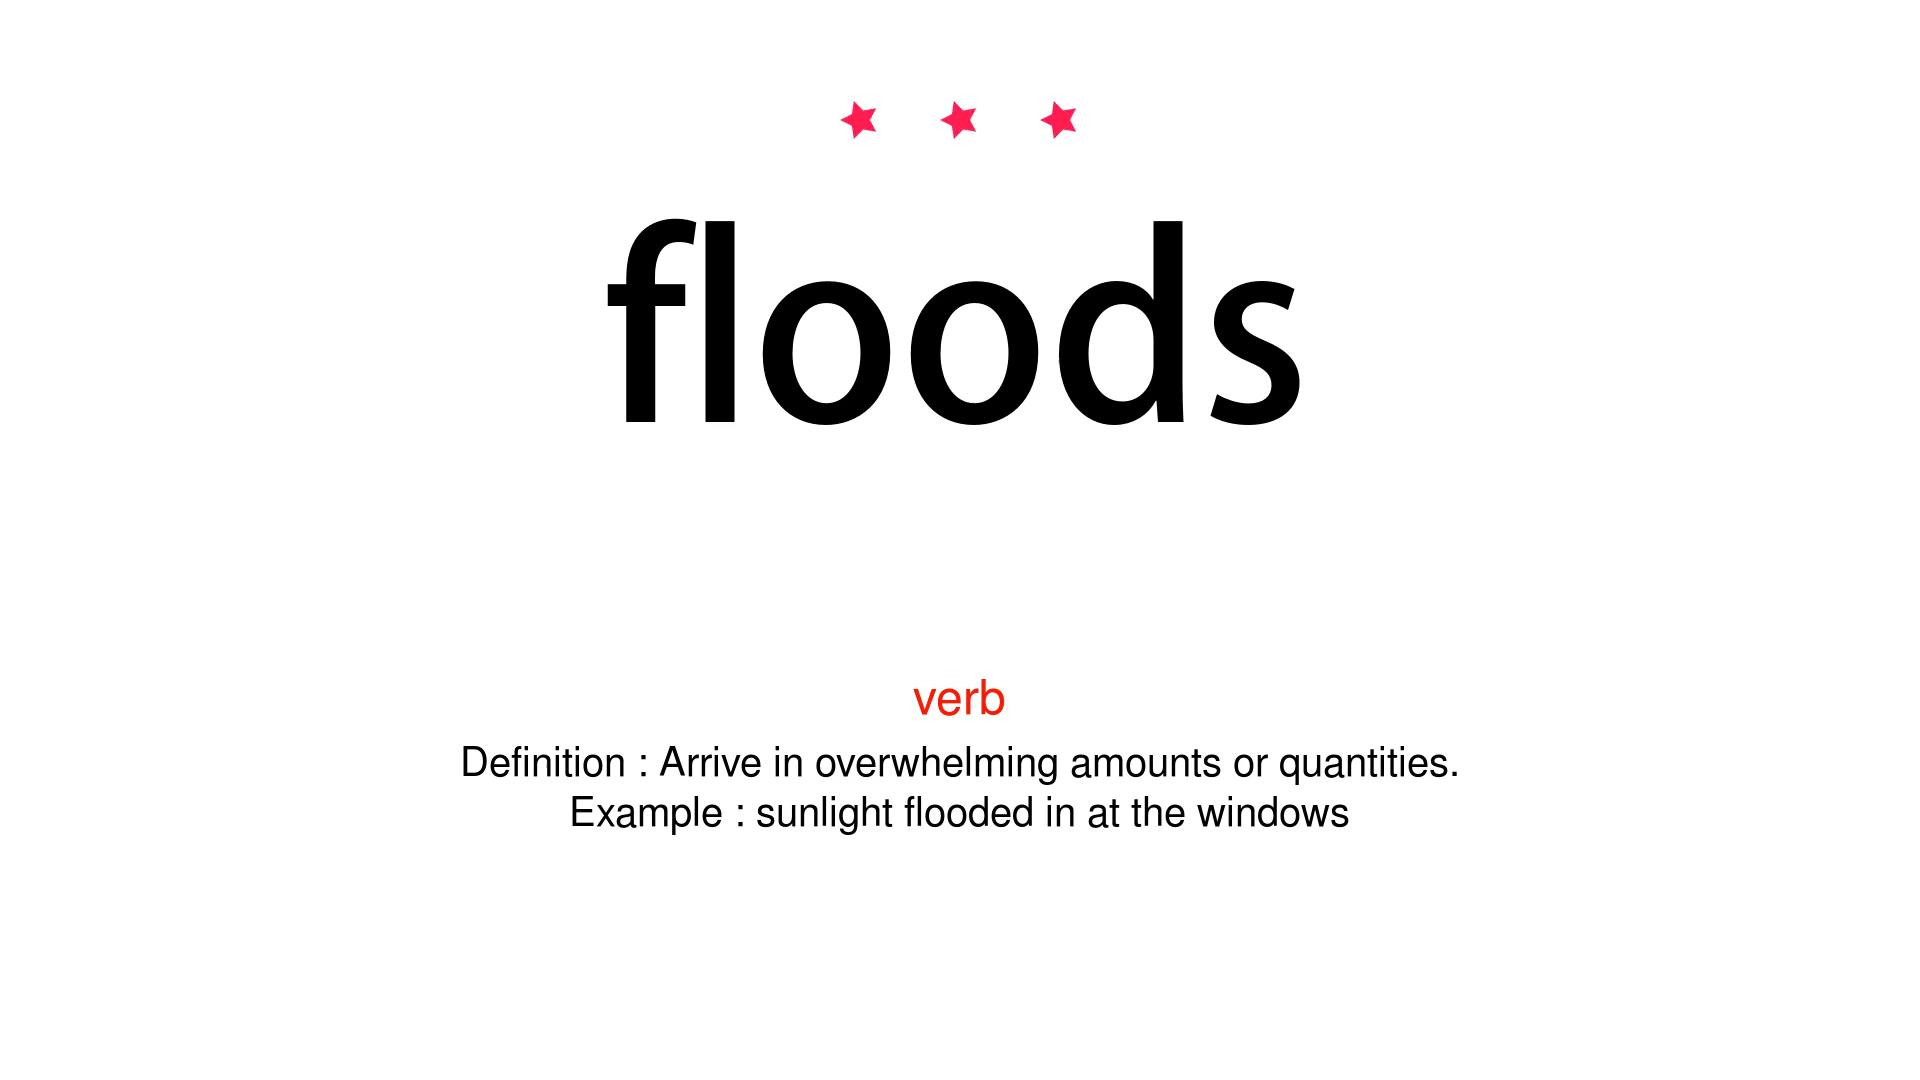 floods
verb
Definition : Arrive in overwhelming amounts or quantities.
Example : sunlight flooded in at the windows